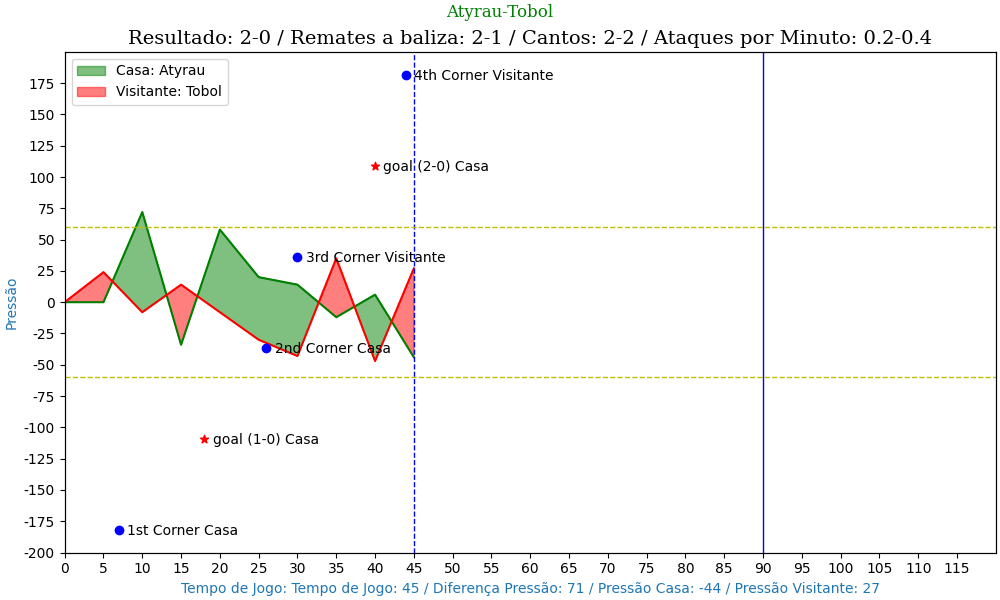 Atyrau-Tobol
Resultado: 2-0 / Remates a baliza: 2-1 / Cantos: 2-2 / Ataques por Minuto: 0.2-0.4
Casa: Atyrau
Visitante: Tobol
4th Corner Visitante
goal (2-0) Casa
3rd Corner Visitante
2nd Corner Casa
goal (1-0) Casa
1st Corner Casa
Pressão
175
150
125
100
75
50
25
0
-25
-50
-75
-100
-125
-150
-175
-200
0 5 10 15 20 25 30 35 40 45 50 55 60 65 70 75 80 85 90 95 100 105 110 115
Tempo de Jogo: Tempo de Jogo: 45 / Diferença Pressão: 71 / Pressão Casa: -44 / Pressão Visitante: 27